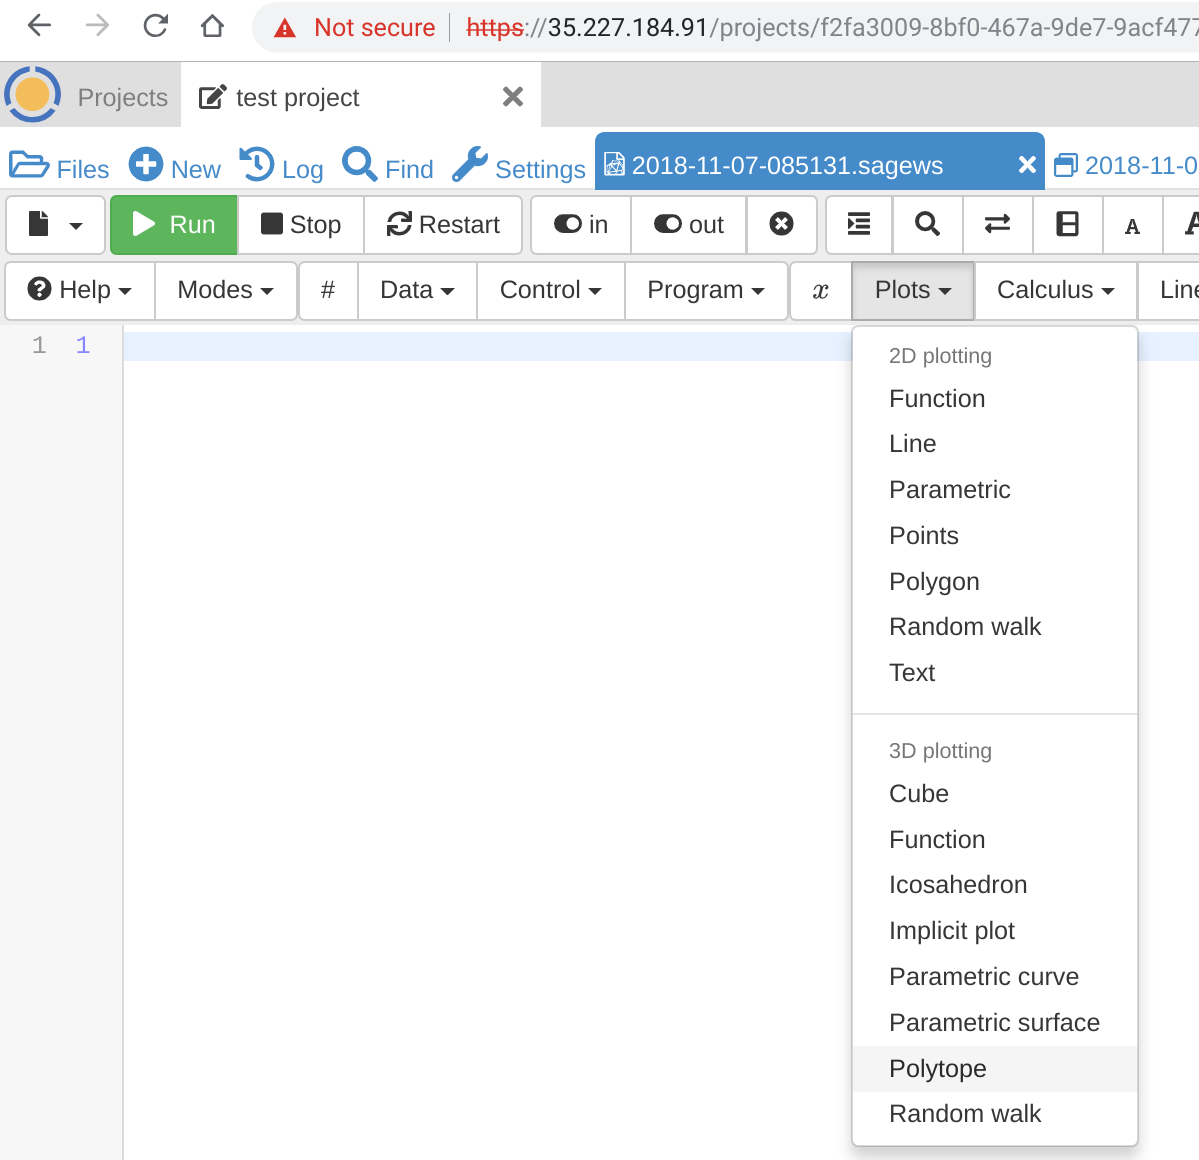 Not secure https://35.227.184.91/projects/f2fa3009-8bf0-467a-9de7-9acf477
Projects test project
Files New Log Find Settings 2018-11-07-085131.sagews 2018-11-0
Run Stop Restart in out A A
Help Modes # Data Control Program x Plots Calculus Line
1 1
2D plotting
Function
Line
Parametric
Points
Polygon
Random walk
Text
3D plotting
Cube
Function
Icosahedron
Implicit plot
Parametric curve
Parametric surface
Polytope
Random walk